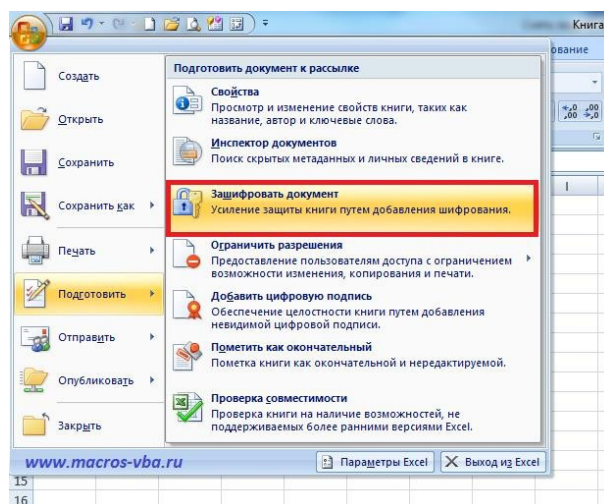 Книга
ование
Создать
Открыть
Сохранить
Сохранить как
Печать
Подготовить
Отправить
Опубликовать
Закрыть
Подготовить документ к рассылке
Свойства
Просмотр и изменение свойств книги, таких как
название, автор и ключевые слова.
Инспектор документов
Поиск скрытых метаданных и личных сведений в книге.
Зашифровать документ
Усиление защиты книги путем добавления шифрования.
Ограничить разрешения
Предоставление пользователям доступа с ограничением
возможности изменения, копирования и печати.
Добавить цифровую подпись
Обеспечение целостности книги путем добавления
невидимой цифровой подписи.
Пометить как окончательный
Пометка книги как окончательной и нередактируемой.
Проверка совместимости
Проверка книги на наличие возможностей, не
поддерживаемых более ранними версиями Excel.
,0 ,00
,00 ,0
I
www.macros-vba.ru
Параметры Excel
Выход из Excel
15
16